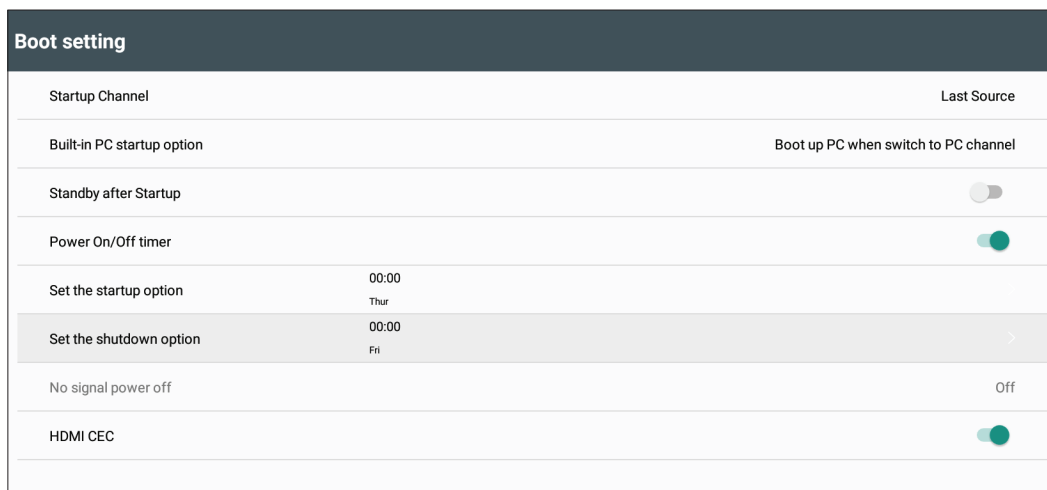 Boot setting
Startup Channel Last Source
Built-in PC startup option Boot up PC when switch to PC channel
Standby after Startup
Power On/Off timer
Set the startup option 00:00
Thur
Set the shutdown option 00:00
Fri
No signal power off Off
HDMI CEC